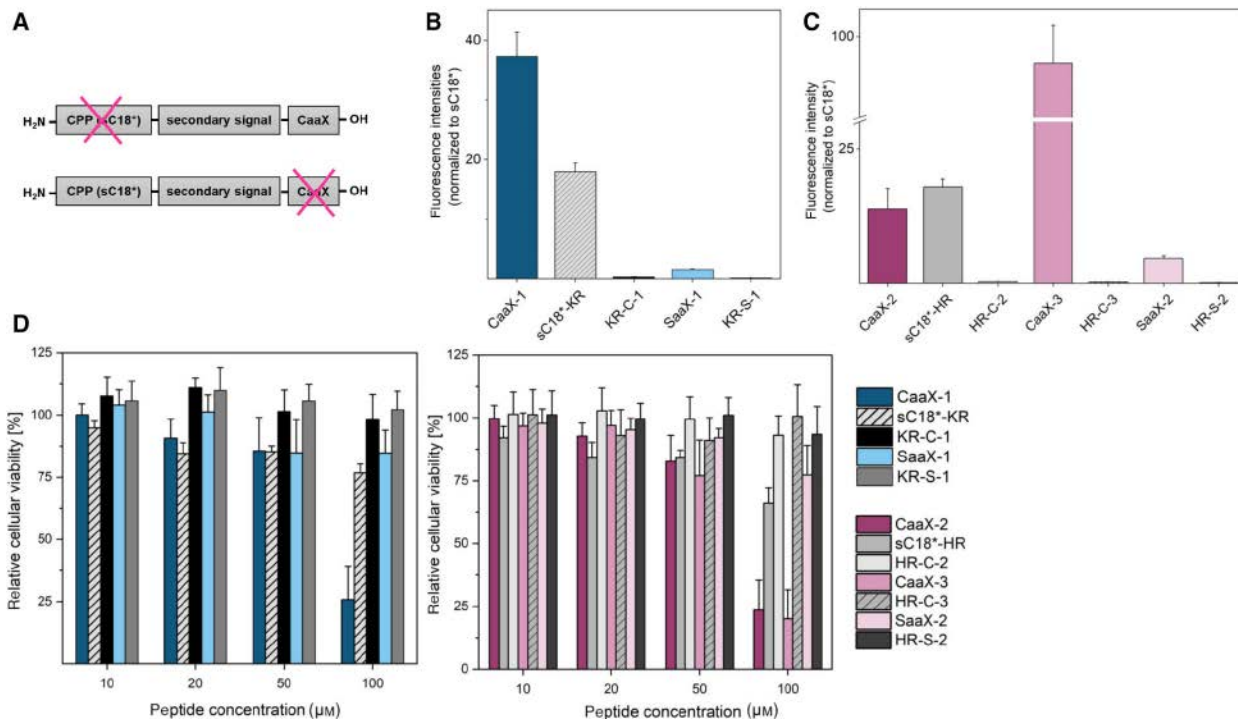 A
H₂N
CPP (sC18*)
secondary signal
CaaX
OH
H₂N
CPP (sC18*)
secondary signal
CaaX
OH
B
Fluorescence intensities
(normalized to sC18*)
40
20
CaaX-1
sC18*-KR
KR-C-1
SaaX-1
KR-S-1
C
Fluorescence intensity
(normalized to sC18*)
100
25
CaaX-2
sC18*-HR
HR-C-2
CaaX-3
HR-C-3
SaaX-2
HR-S-2
D
Relative cellular viability [%]
125
100
75
50
25
10
20
50
100
Peptide concentration (μM)
Relative cellular viability [%]
125
100
75
50
25
0
10
20
50
100
Peptide concentration (μM)
CaaX-1
sC18*-KR
KR-C-1
SaaX-1
KR-S-1
CaaX-2
sC18*-HR
HR-C-2
CaaX-3
HR-C-3
SaaX-2
HR-S-2